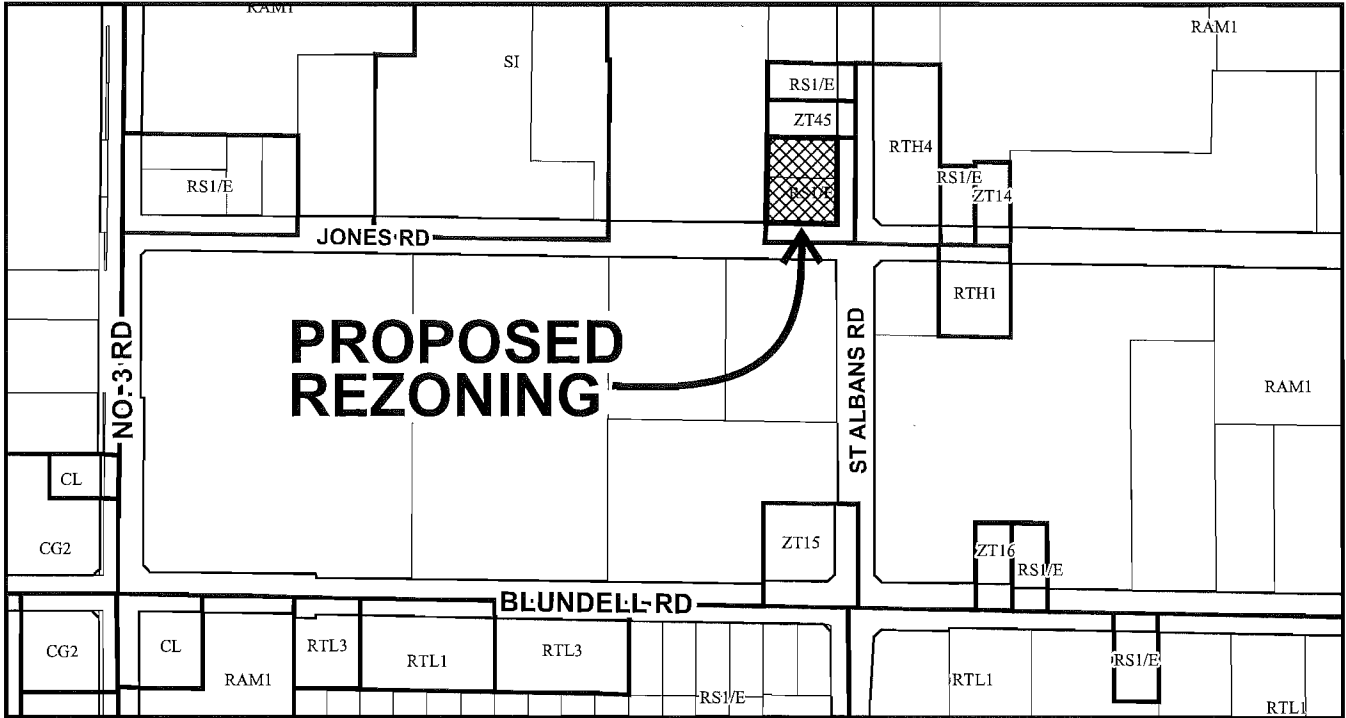 RAM1
RAM1
SI
RS1/E
ZT45
RTH4
RS1/E
RS1/E
RS1/E
ZT14
JONES RD
RTH1
PROPOSED
REZONING
NO. 3 RD
ST ALBANS RD
RAM1
CL
CG2
ZT15
ZT16
RS1/E
BLUNDELL RD
CG2
CL
RAM1
RTL3
RTL1
RTL3
RS1/E
RTL1
RS1/E
RTL1